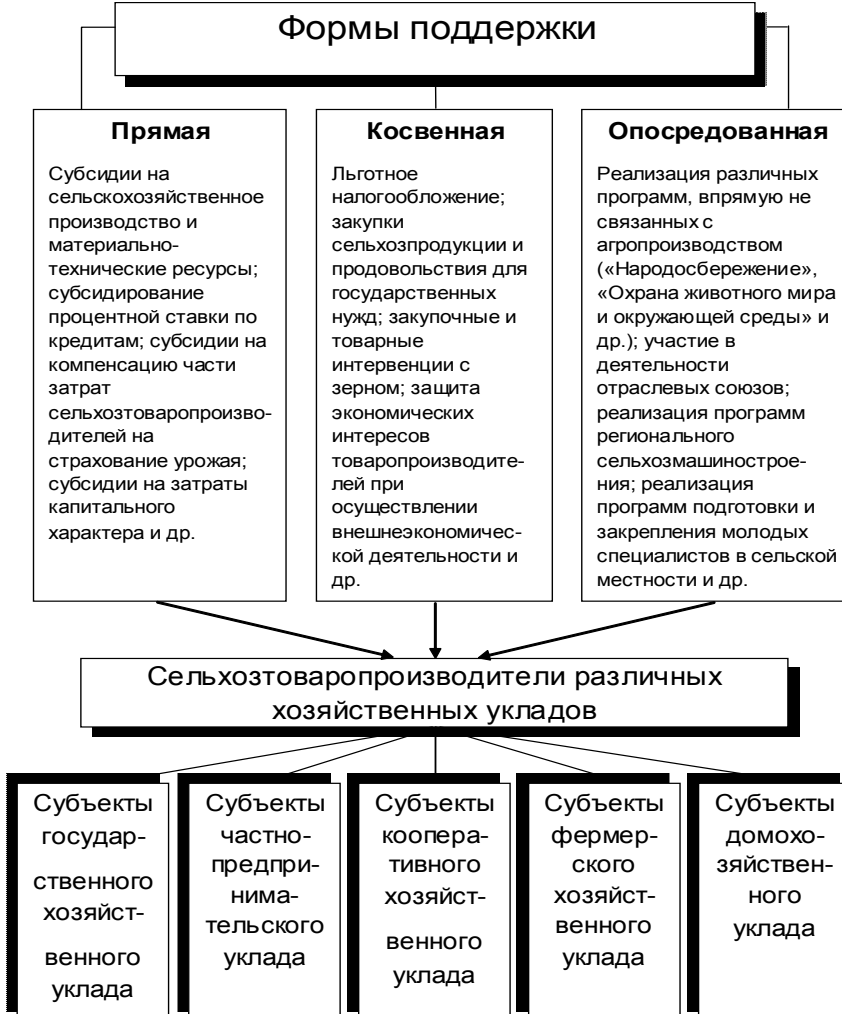 Формы поддержки
Прямая
Субсидии на
сельскохозяйственное
производство и
материально-
технические ресурсы;
субсидирование
процентной ставки по
кредитам; субсидии на
компенсацию части
затрат
сельхозтоваропроизво-
дителей на
страхование урожая;
субсидии на затраты
капитального
характера и др.
Косвенная
Льготное
налогообложение;
закупки
сельхозпродукции и
продовольствия для
государственных
нужд; закупочные и
товарные
интервенции с
зерном; защита
экономических
интересов
товаропроизводите-
лей при
осуществлении
внешнеэкономичес-
кой деятельности и
др.
Опосредованная
Реализация различных
программ, впрямую не
связанных с
агропроизводством
(«Народосбережение»,
«Охрана животного мира
и окружающей среды» и
др.); участие в
деятельности
отраслевых союзов;
реализация программ
регионального
сельхозмашинострое-
ния; реализация
программ подготовки и
закрепления молодых
специалистов в сельской
местности и др.
Сельхозтоваропроизводители различных
хозяйственных укладов
Субъекты
государ-
ственного
хозяйст-
венного
уклада
Субъекты
частно-
предпри-
нима-
тельского
уклада
Субъекты
коопера-
тивного
хозяйст-
венного
уклада
Субъекты
фермер-
ского
хозяйст-
венного
уклада
Субъекты
домохо-
зяйствен-
ного
уклада